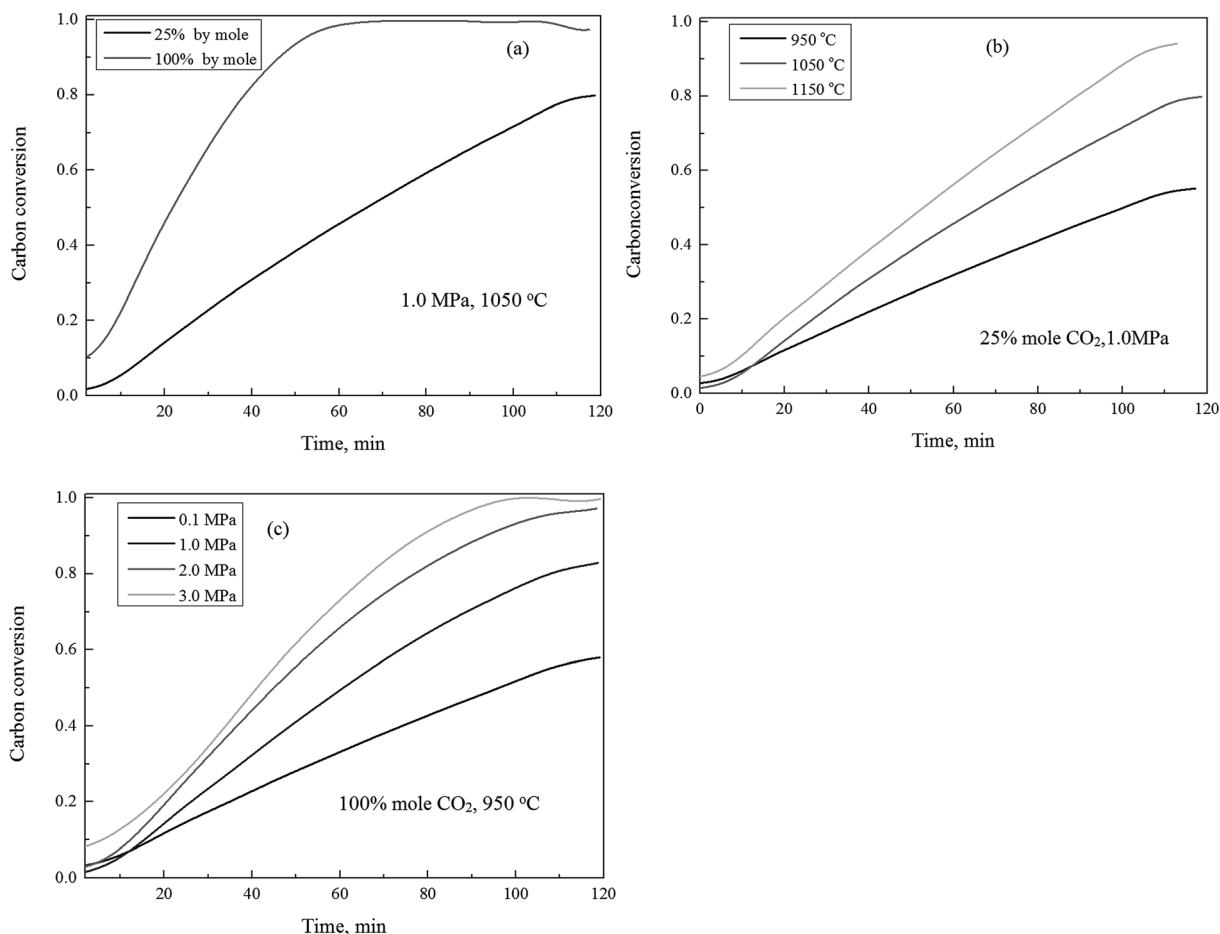 1.0
0.8
0.6
0.4
0.2
0.0
Carbon conversion
25% by mole
100% by mole
(a)
1.0 MPa, 1050 °C
20
40
60
80
100
120
Time, min
1.0
0.8
0.6
0.4
0.2
0.0
Carbonconversion
950 °C
1050 °C
1150 °C
(b)
25% mole CO₂,1.0MPa
0
20
40
60
80
100
120
Time, min
1.0
0.8
0.6
0.4
0.2
0.0
Carbon conversion
0.1 MPa
1.0 MPa
2.0 MPa
3.0 MPa
(c)
100% mole CO₂, 950 °C
20
40
60
80
100
120
Time, min